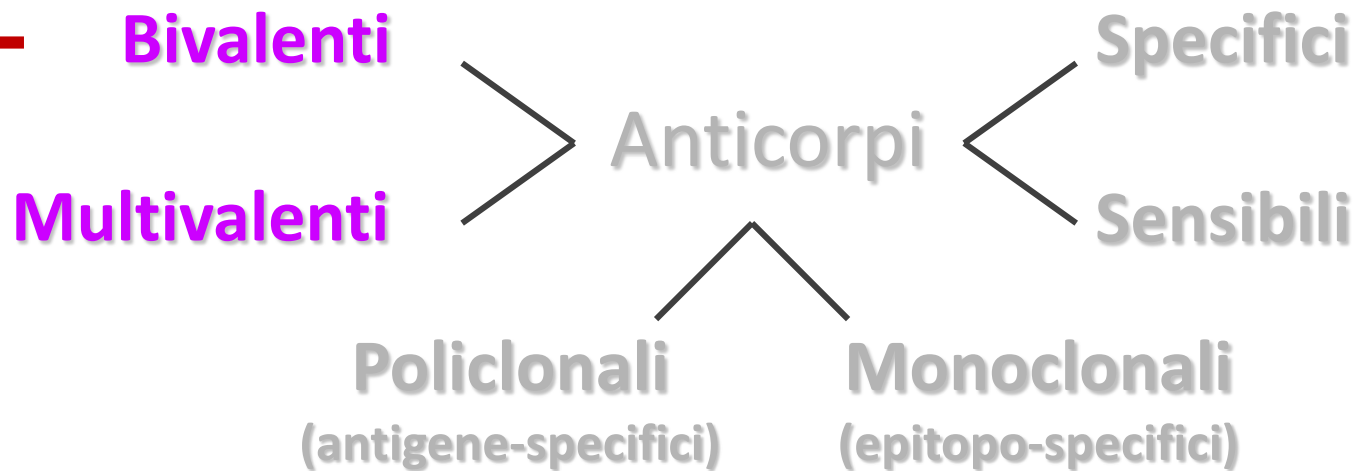 Bivalenti
Specifici
Anticorpi
Multivalenti
Sensibili
Policlonali
Monoclonali
(antigene-specifici)
(epitopo-specifici)